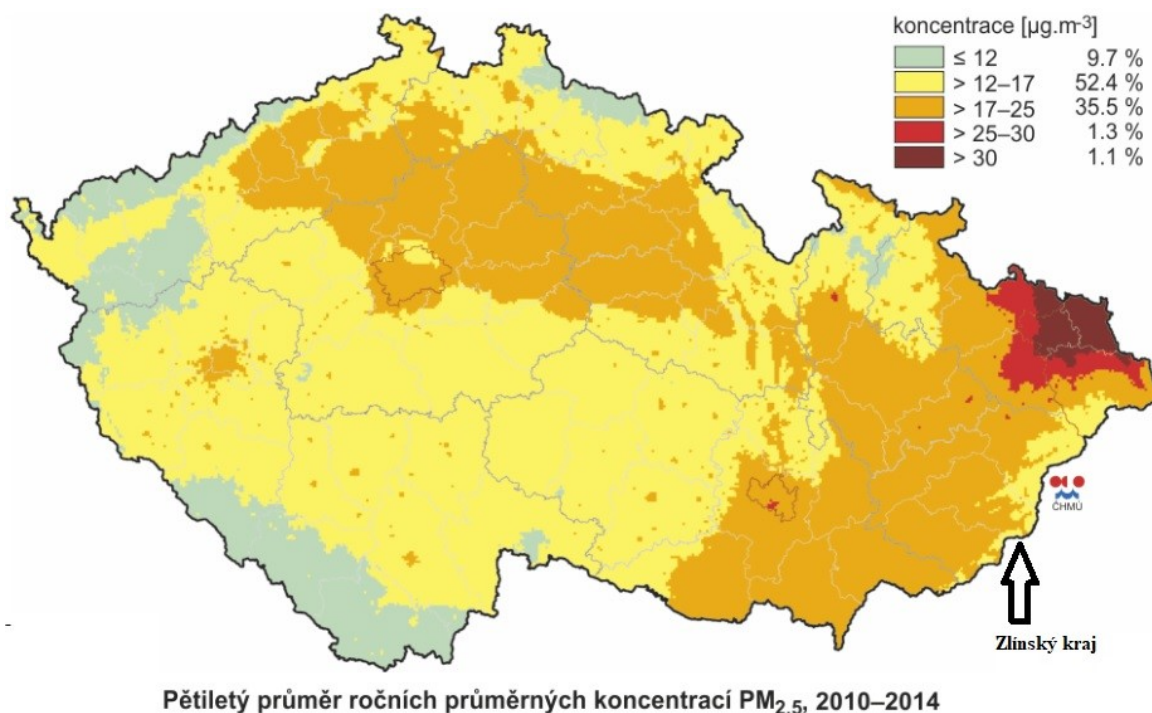 koncentrace [µg.m⁻³]
≤ 12 9.7 %
> 12–17 52.4 %
> 17–25 35.5 %
> 25–30 1.3 %
> 30 1.1 %
ČHMÚ
Zlínský kraj
Pětiletý průměr ročních průměrných koncentrací PM₂.₅, 2010–2014